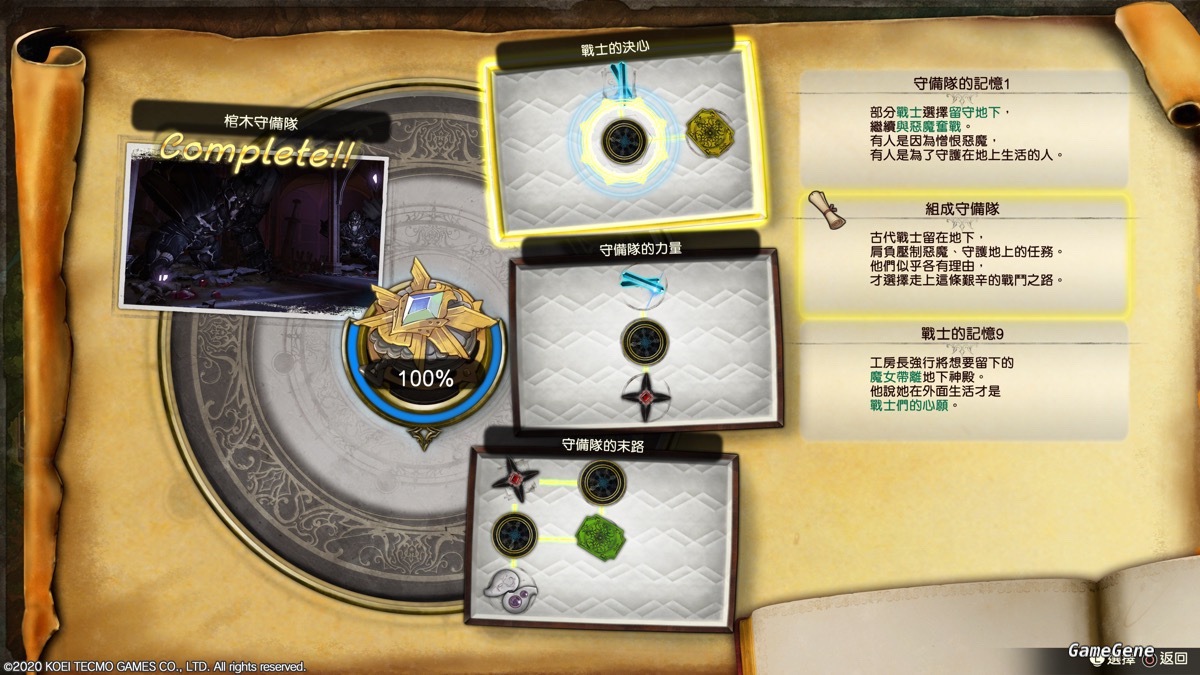 棺木守備隊
Complete!!
100%
戰士的決心
守備隊的力量
守備隊的末路
守備隊的記憶1
部分戰士選擇留守地下，
繼續與惡魔奮戰。
有人是因為憎恨惡魔，
有人是為了守護在地上生活的人。
組成守備隊
古代戰士留在地下，
肩負壓制惡魔、守護地上的任務。
他們似乎各有理由，
才選擇走上這條艱辛的戰鬥之路。
戰士的記憶9
工房長強行將想要留下的
魔女帶離地下神殿。
他說她在外面生活才是
戰士們的心願。
©2020 KOEI TECMO GAMES CO., LTD. All rights reserved.
GameGene
L選擇 返回